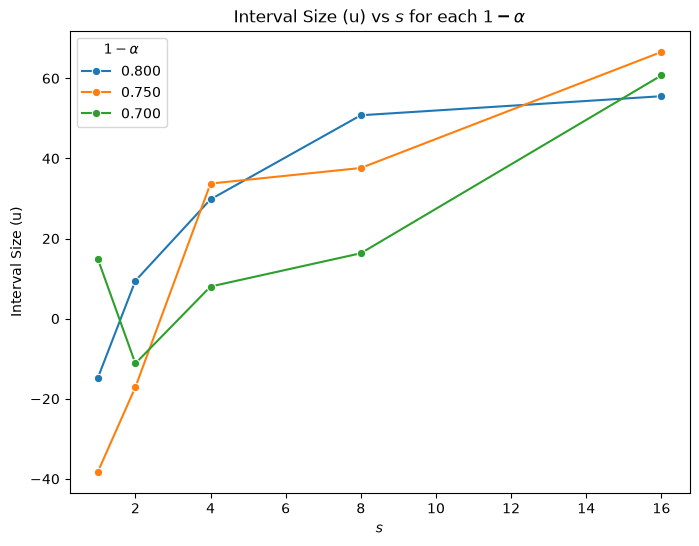 Interval Size (u) vs s for each 1 − α
1 − α
0.800
0.750
0.700
Interval Size (u)
60
40
20
0
−20
−40
2 4 6 8 10 12 14 16
s